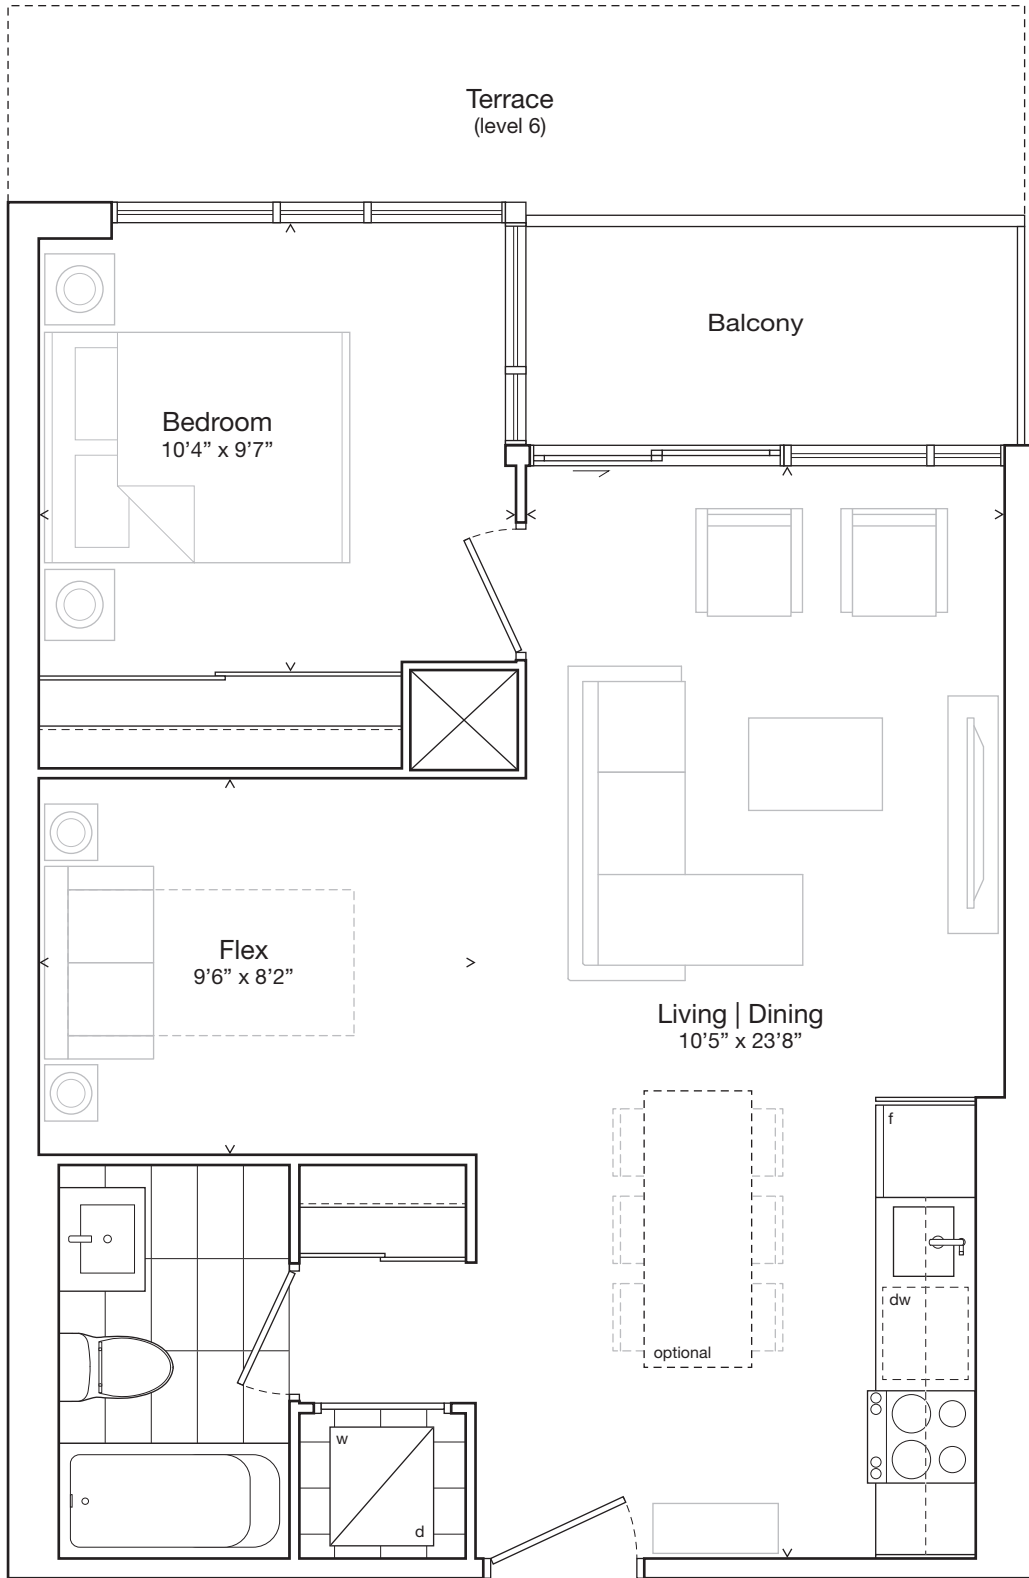 Terrace
(level 6)
Balcony
Bedroom
10’4” x 9’7”
Flex
9’6” x 8’2”
Living | Dining
10’5” x 23’8”
f
dw
optional
w
d